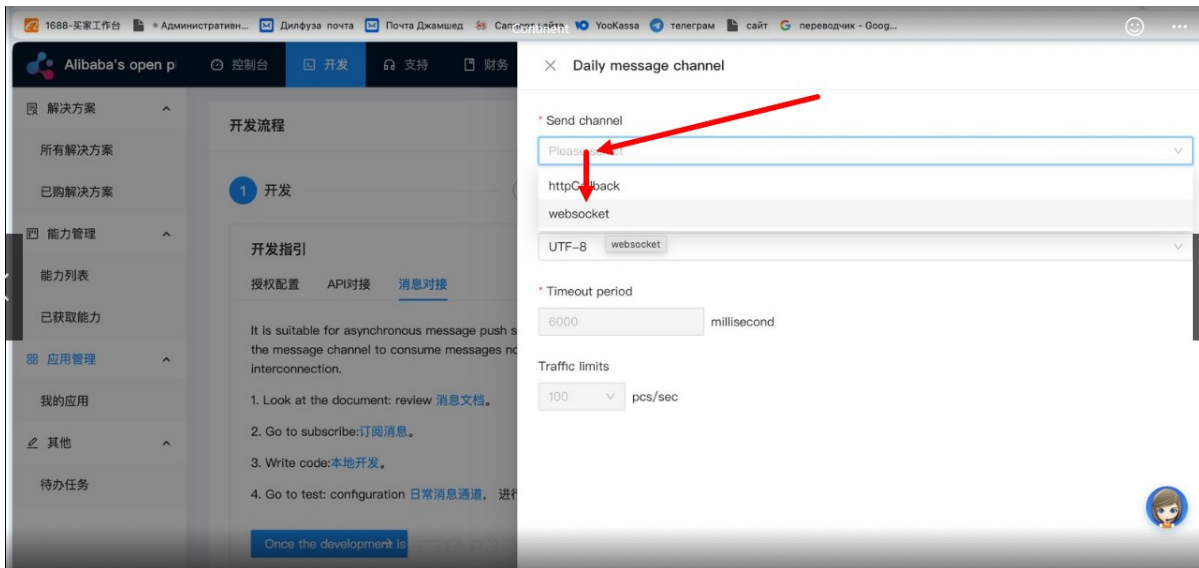 1688-买家工作台 * Административн... Дилфуза почта Почта Джамшед YooKassa телеграм сайт переводчик - Goog...
Continent
Alibaba's open pl 控制台 开发 支持 财务
Daily message channel
解决方案
所有解决方案
已购解决方案
能力管理
能力列表
已获取能力
应用管理
我的应用
其他
待办任务
开发流程
1 开发
开发指引
授权配置 API对接 消息对接
It is suitable for asynchronous message push s
the message channel to consume messages no
interconnection.
1. Look at the document: review 消息文档。
2. Go to subscribe:订阅消息。
3. Write code:本地开发。
4. Go to test: configuration 日常消息通道， 进行
Once the development is
* Send channel
Please select
httpCallback
websocket
UTF-8 websocket
* Timeout period
6000 millisecond
Traffic limits
100 pcs/sec